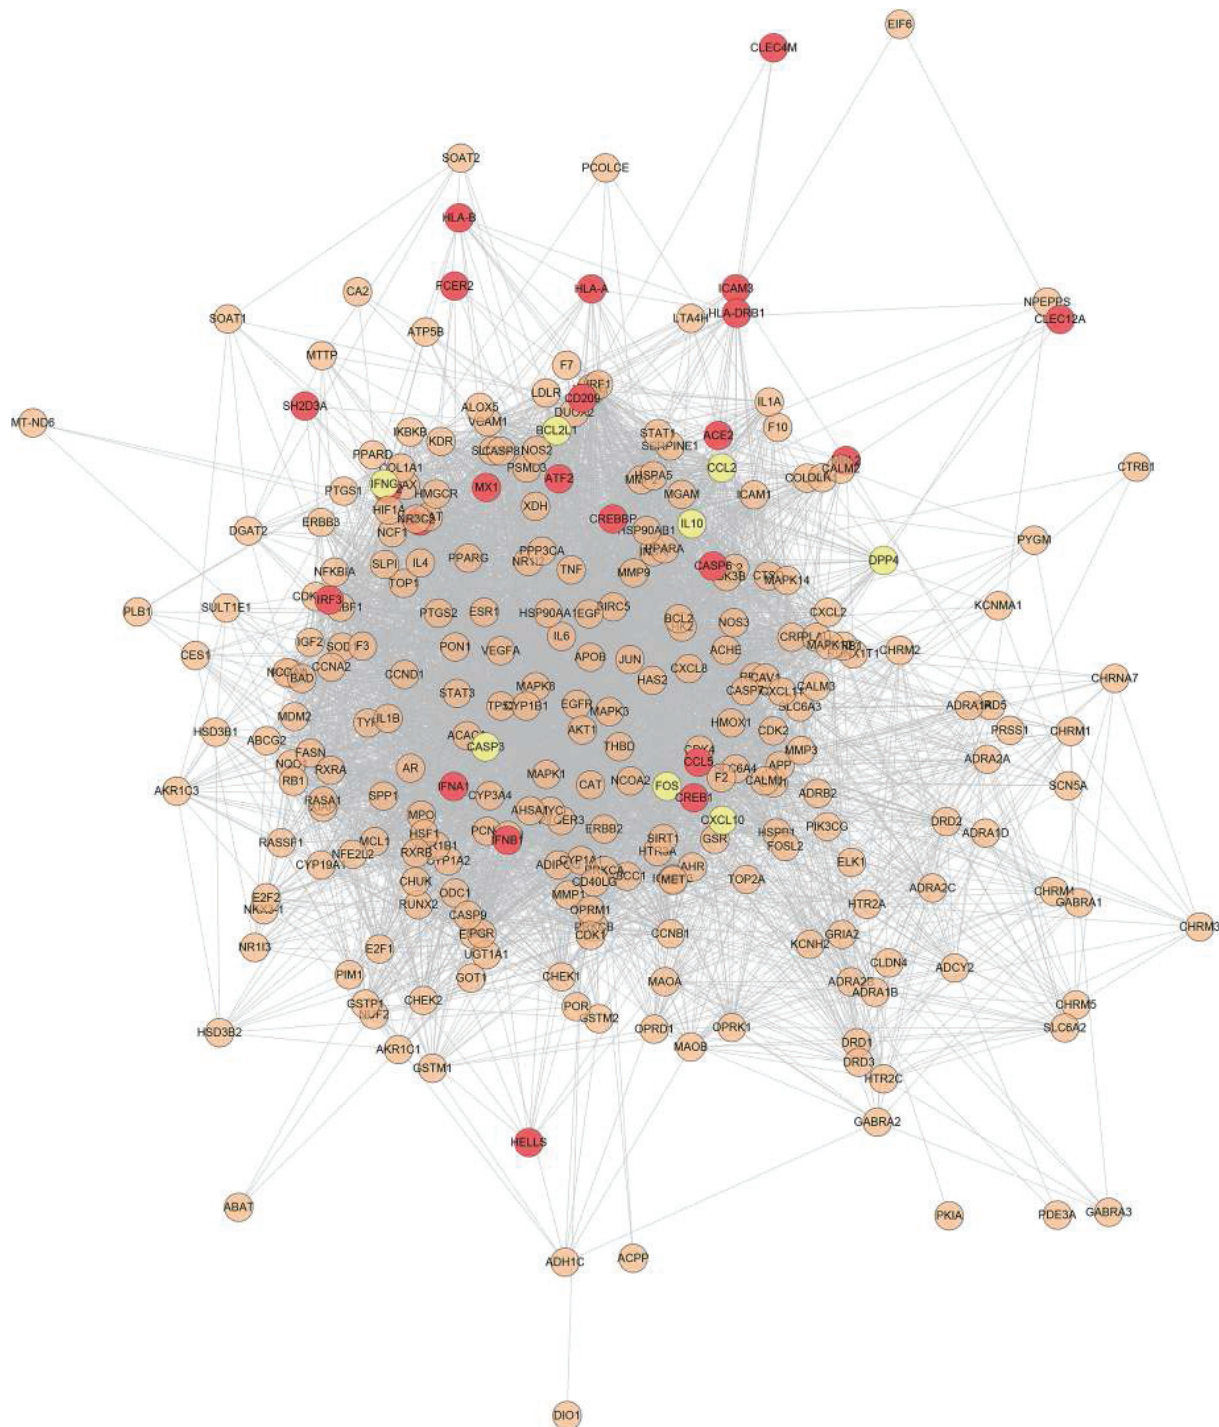 EIF6
CLEC4M
SOAT2
PCOLCE
HLA-B
FCER2
HLA-A
ICAM3
CA2
NPEPPS
HLA-DRB1
CLEC12A
SOAT1
LTA4H
ATP5B
MTTP
F7
LDLR
CD209
IL1A
SH2D3A
ALOX5
MT-ND6
BCL2L1
F10
IKBKB
KDR
STAT1
ACE2
SERPINE1
NOS2
PPARD
CASP8
CCL2
CALM2
CTRB1
PSMD3
HSPA5
ATF2
IFNG
MX1
PTGS1
HMGCR
MGAM
ICAM1
HIF1A
XDH
CREBBP
IL10
ERBB3
DGAT2
NCF1
HSP90AB1
PYGM
PPARG
PPP3CA
SLPI
IL4
DPP4
CASP6
NFKBIA
TNF
MMP9
MAPK14
TOP1
IRF3
PLB1
SULT1E1
PTGS2
ESR1
HSP90AA1
BIRC5
CXCL2
KCNMA1
NOS3
BCL2
IL6
IGF2
PON1
VEGFA
ACHE
CHRM2
CES1
APOB
JUN
CXCL8
CCNA2
BAD
CCND1
HAS2
CAV1
CALM3
CHRNA7
STAT3
MAPK8
CASP7
CXCL11
CYP1B1
EGFR
MAPK3
SLC6A3
MDM2
IL1B
HMOX1
HSD3B1
ABCG2
AKT1
CDK2
PRSS1
CHRM1
CASP3
THBD
MMP3
FASN
CCL5
APP
ADRA2A
RXRA
AR
MAPK1
NCOA2
F2
RB1
IFNA1
CAT
FOS
SCN5A
AKR1C3
SPP1
CYP3A4
CREB1
ADRB2
RASA1
AHSA1
MPO
CXCL10
DRD2
PIK3CG
ADRA1D
HSF1
ERBB2
HSPB1
RASSF1
IFNB1
SIRT1
GSR
FOSL2
MCL1
NFE2L2
RXRB
CYP1A2
ELK1
CYP19A1
AHR
CHUK
CD40LG
TOP2A
ADRA2C
E2F2
ODC1
MMP1
RUNX2
OPRM1
HTR2A
GABRA1
CASP9
CHRM3
CCNB1
GRIA2
NR1I3
E2F1
CDK1
KCNH2
UGT1A1
CLDN4
ADCY2
PIM1
GOT1
CHEK1
MAOA
ADRA1B
GSTP1
CHEK2
POR
CHRM5
GSTM2
HSD3B2
OPRD1
OPRK1
SLC6A2
MAOB
DRD1
AKR1C1
DRD3
GSTM1
HTR2C
GABRA2
HELLS
ABAT
PKIA
PDE3A
GABRA3
ADH1C
ACPP
DIO1